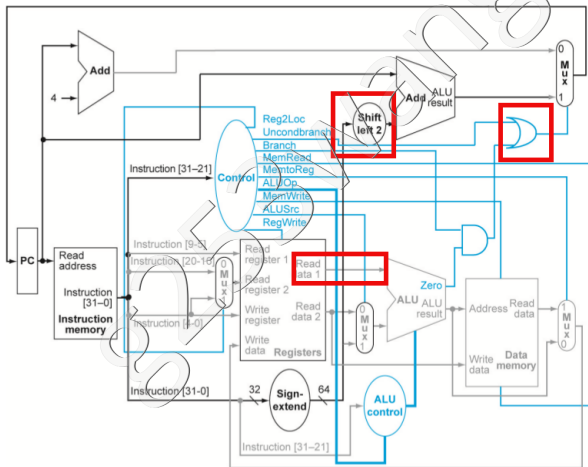 Add
4
0
M
u
x
1
Add
ALU
result
Shift
left 2
Reg2Loc
Uncondbranch
Branch
MemRead
MemtoReg
ALUOp
MemWrite
ALUSrc
RegWrite
Instruction [31–21]
Control
PC
Read
address
Instruction
[31–0]
Instruction
memory
Instruction [9-5]
Instruction [20-16]
Instruction [4-0]
0
M
u
x
1
Read
register 1
Read
register 2
Write
register
Write
data
Read
data 1
Read
data 2
Registers
0
M
u
x
1
Zero
ALU
ALU
result
Address
Read
data
Write
data
Data
memory
1
M
u
x
0
Instruction [31-0]
32
Sign-
extend
64
ALU
control
Instruction [31–21]